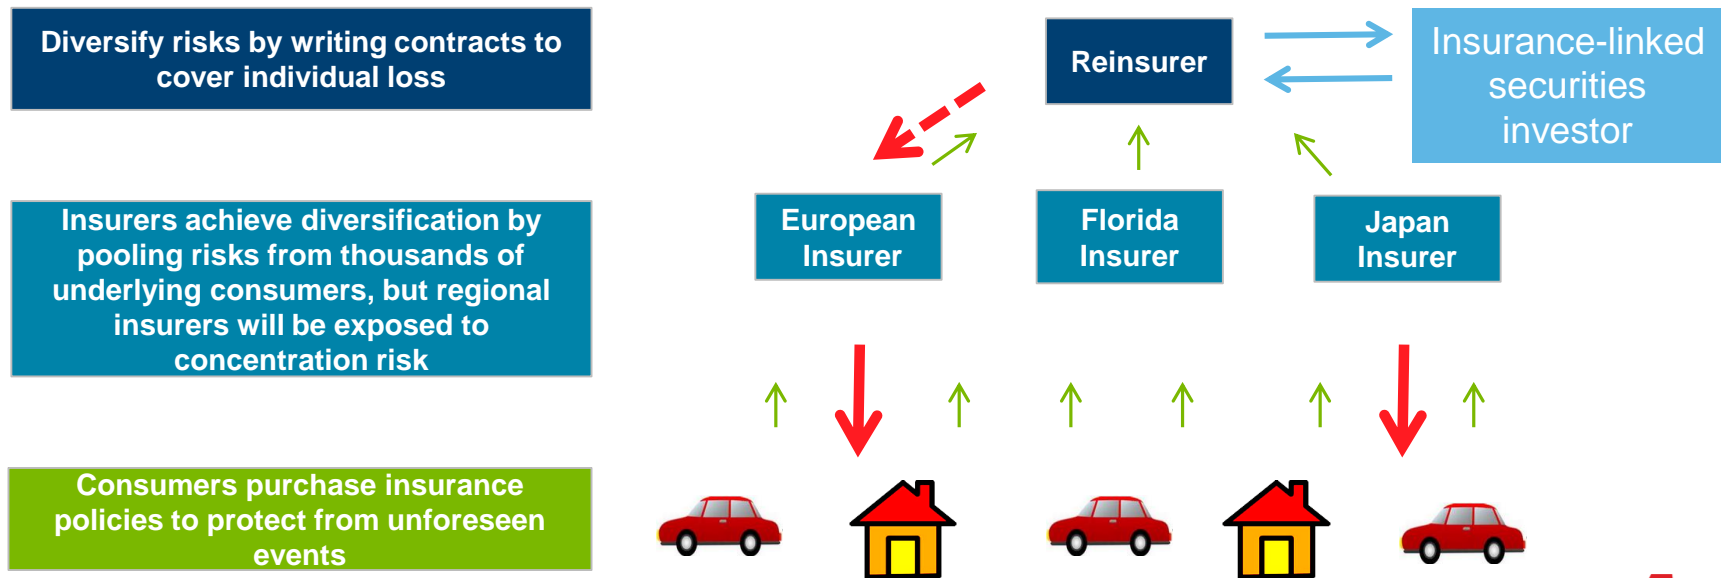 Diversify risks by writing contracts to
cover individual loss
Reinsurer
Insurance-linked
securities
investor
Insurers achieve diversification by
pooling risks from thousands of
underlying consumers, but regional
insurers will be exposed to
concentration risk
European
Insurer
Florida
Insurer
Japan
Insurer
Consumers purchase insurance
policies to protect from unforeseen
events